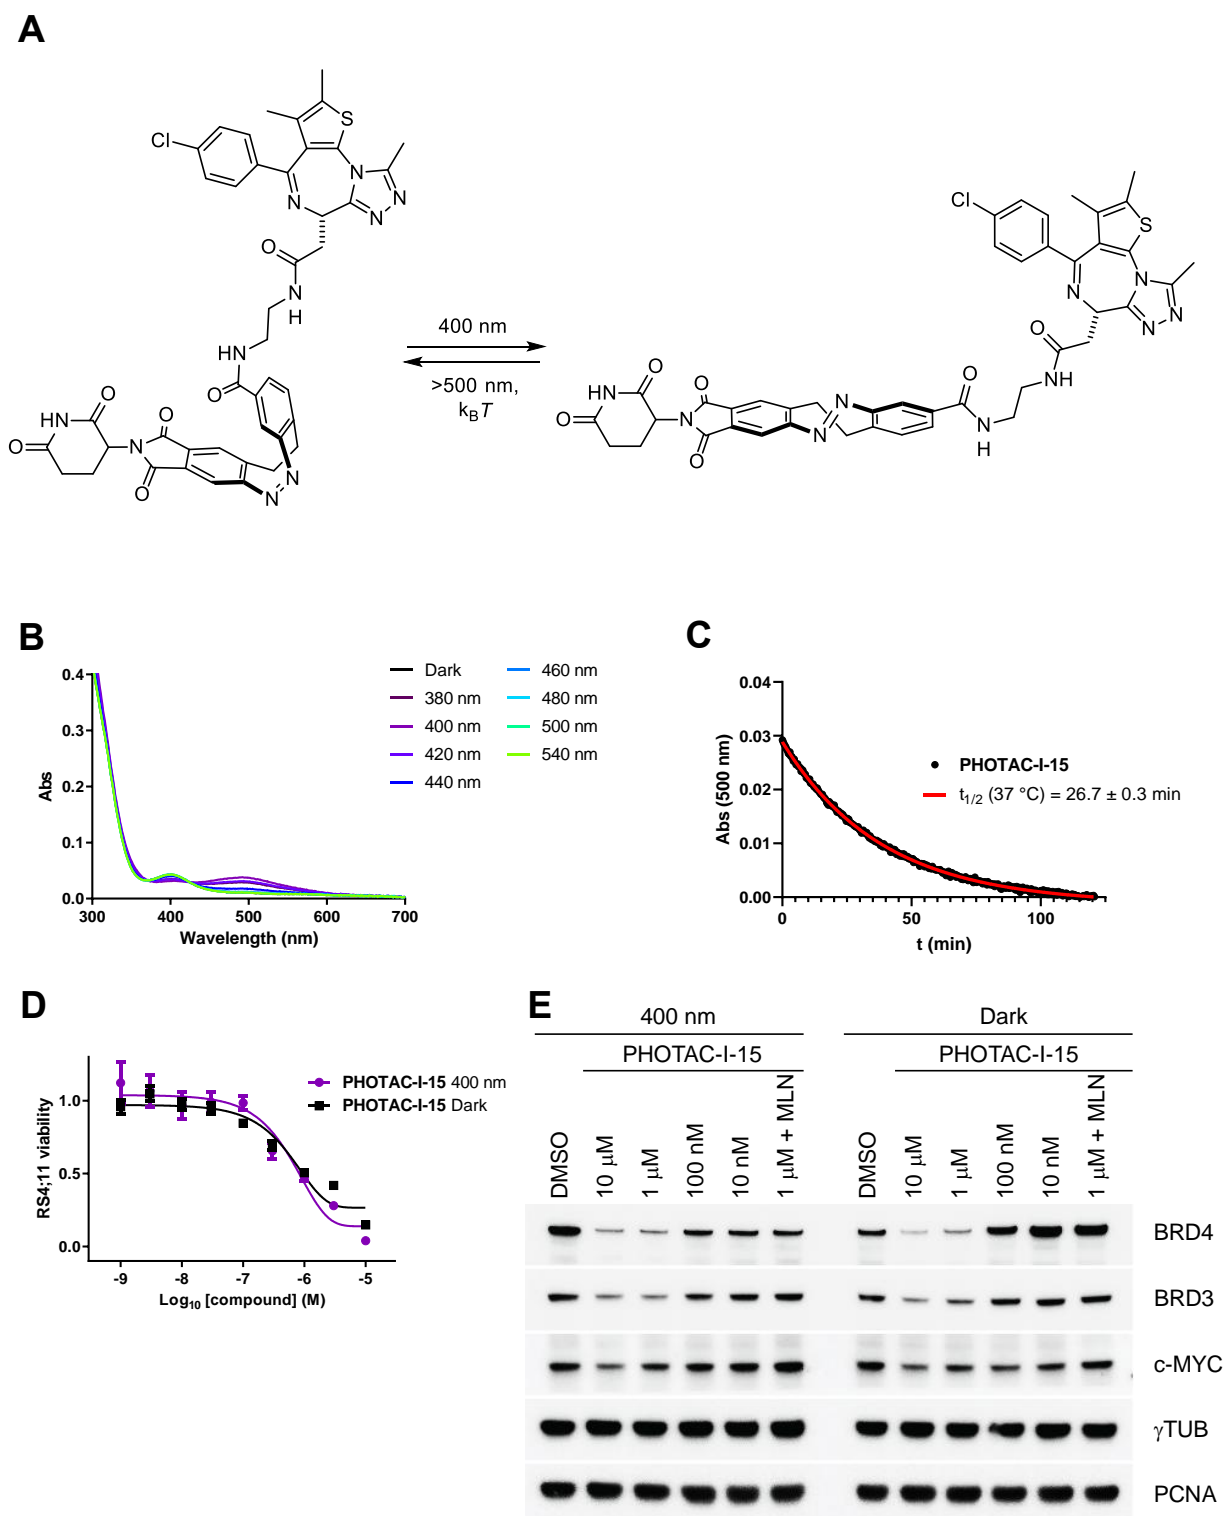 A
Cl
S
N
N
N
N
O
N
H
HN
O
O
HN
O
N
O
O
N
N
400 nm
>500 nm,
kBT
Cl
S
N
N
N
N
O
NH
O
N
H
N
N
O
O
N
O
HN
O
B
Abs
0.4
0.3
0.2
0.1
0.0
300 400 500 600 700
Wavelength (nm)
Dark
380 nm
400 nm
420 nm
440 nm
460 nm
480 nm
500 nm
540 nm
C
Abs (500 nm)
0.04
0.03
0.02
0.01
0.00
0 50 100
t (min)
PHOTAC-I-15
t1/2 (37 °C) = 26.7 ± 0.3 min
D
RS4;11 viability
1.0
0.5
0.0
-9 -8 -7 -6 -5
Log10 [compound] (M)
PHOTAC-I-15 400 nm
PHOTAC-I-15 Dark
E
400 nm Dark
PHOTAC-I-15 PHOTAC-I-15
DMSO 10 µM 1 µM 100 nM 10 nM 1 µM + MLN DMSO 10 µM 1 µM 100 nM 10 nM 1 µM + MLN
BRD4
BRD3
c-MYC
γTUB
PCNA